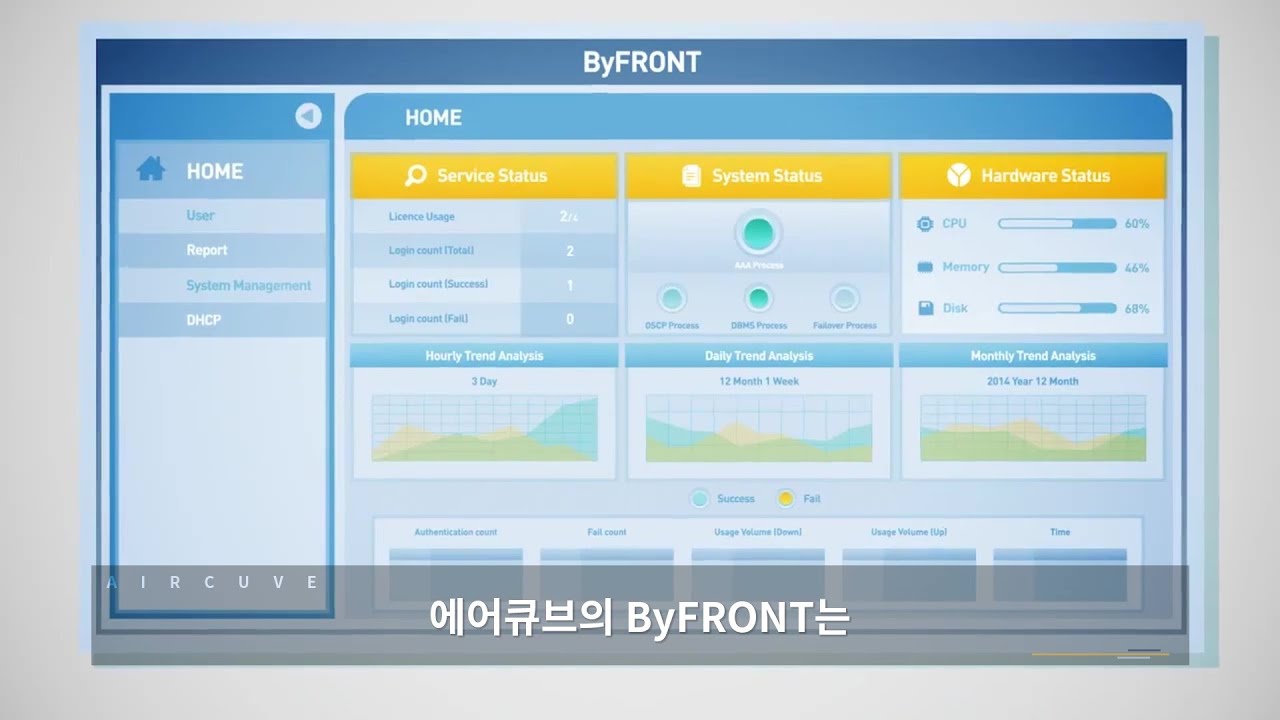 ByFRONT
HOME
HOME
User
Report
System Management
DHCP
Service Status
Licence Usage 2/4
Login count (Total) 2
Login count (Success) 1
Login count (Fail) 0
System Status
AAA Process
OSCP Process DBMS Process Failover Process
Hardware Status
CPU 60%
Memory 46%
Disk 68%
Hourly Trend Analysis
3 Day
Daily Trend Analysis
12 Month 1 Week
Monthly Trend Analysis
2014 Year 12 Month
Success Fail
Authentication count Fail count Usage Volume (Down) Usage Volume (Up) Time
AIRCUVE
에어큐브의 ByFRONT는